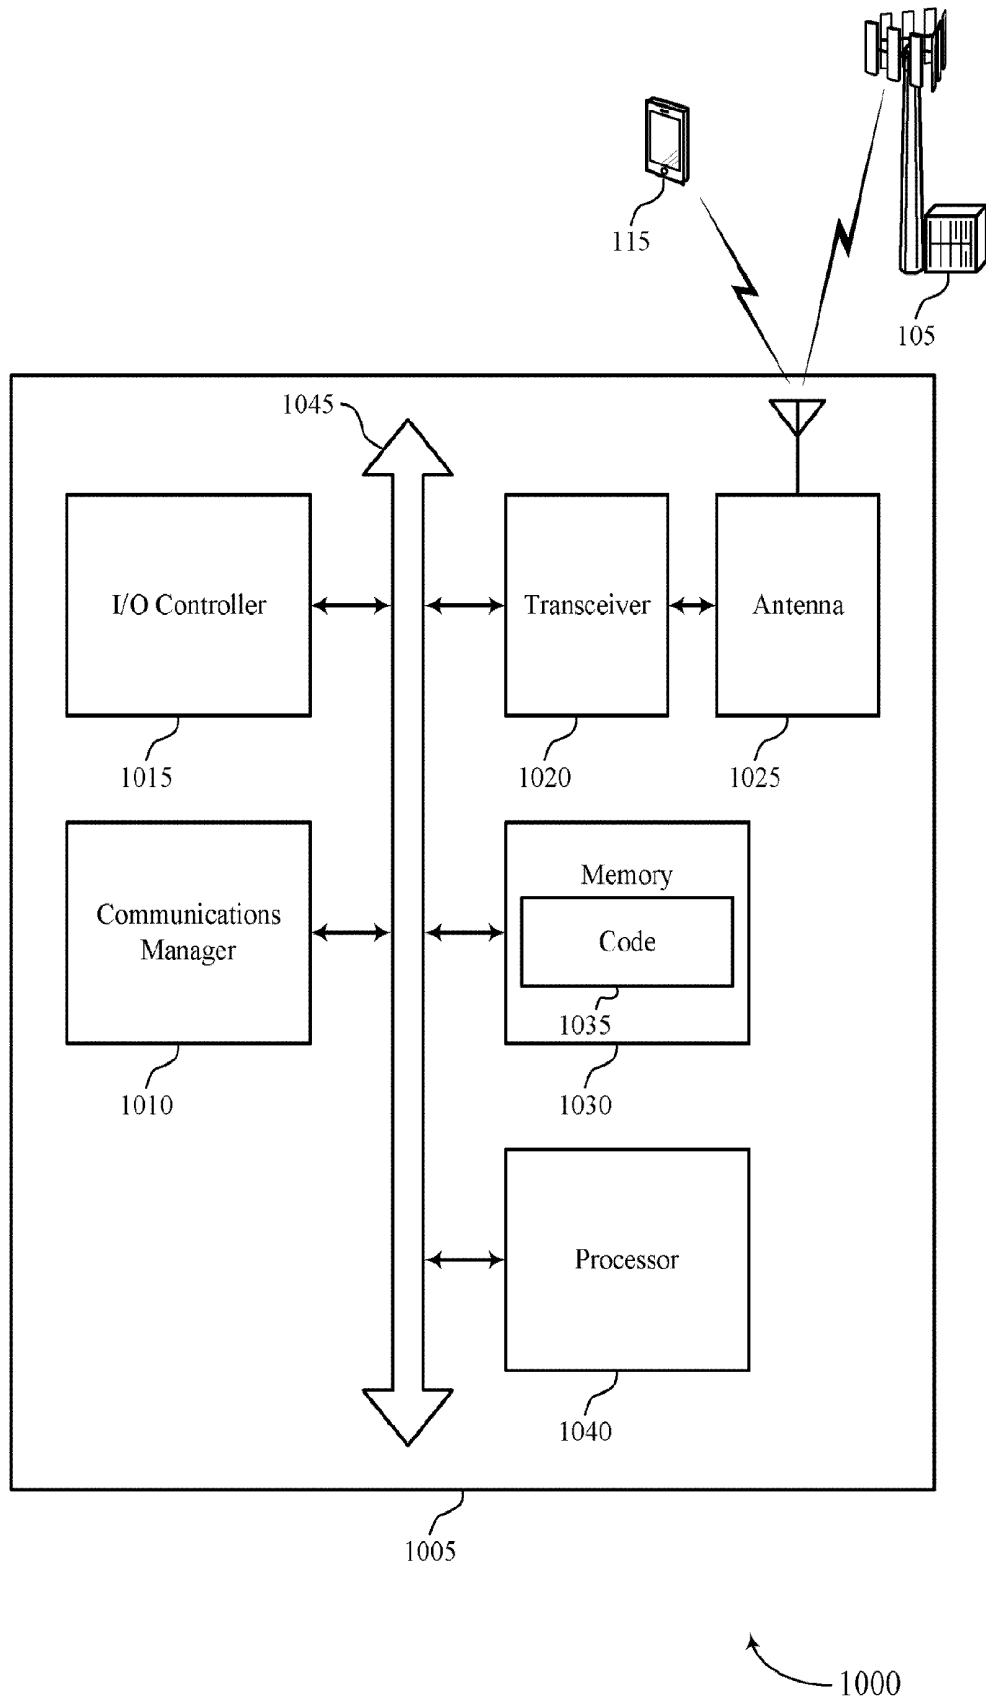 115
105
1045
I/O Controller
Transceiver
Antenna
1015
1020
1025
Communications
Manager
Memory
Code
1035
1010
1030
Processor
1040
1005
1000